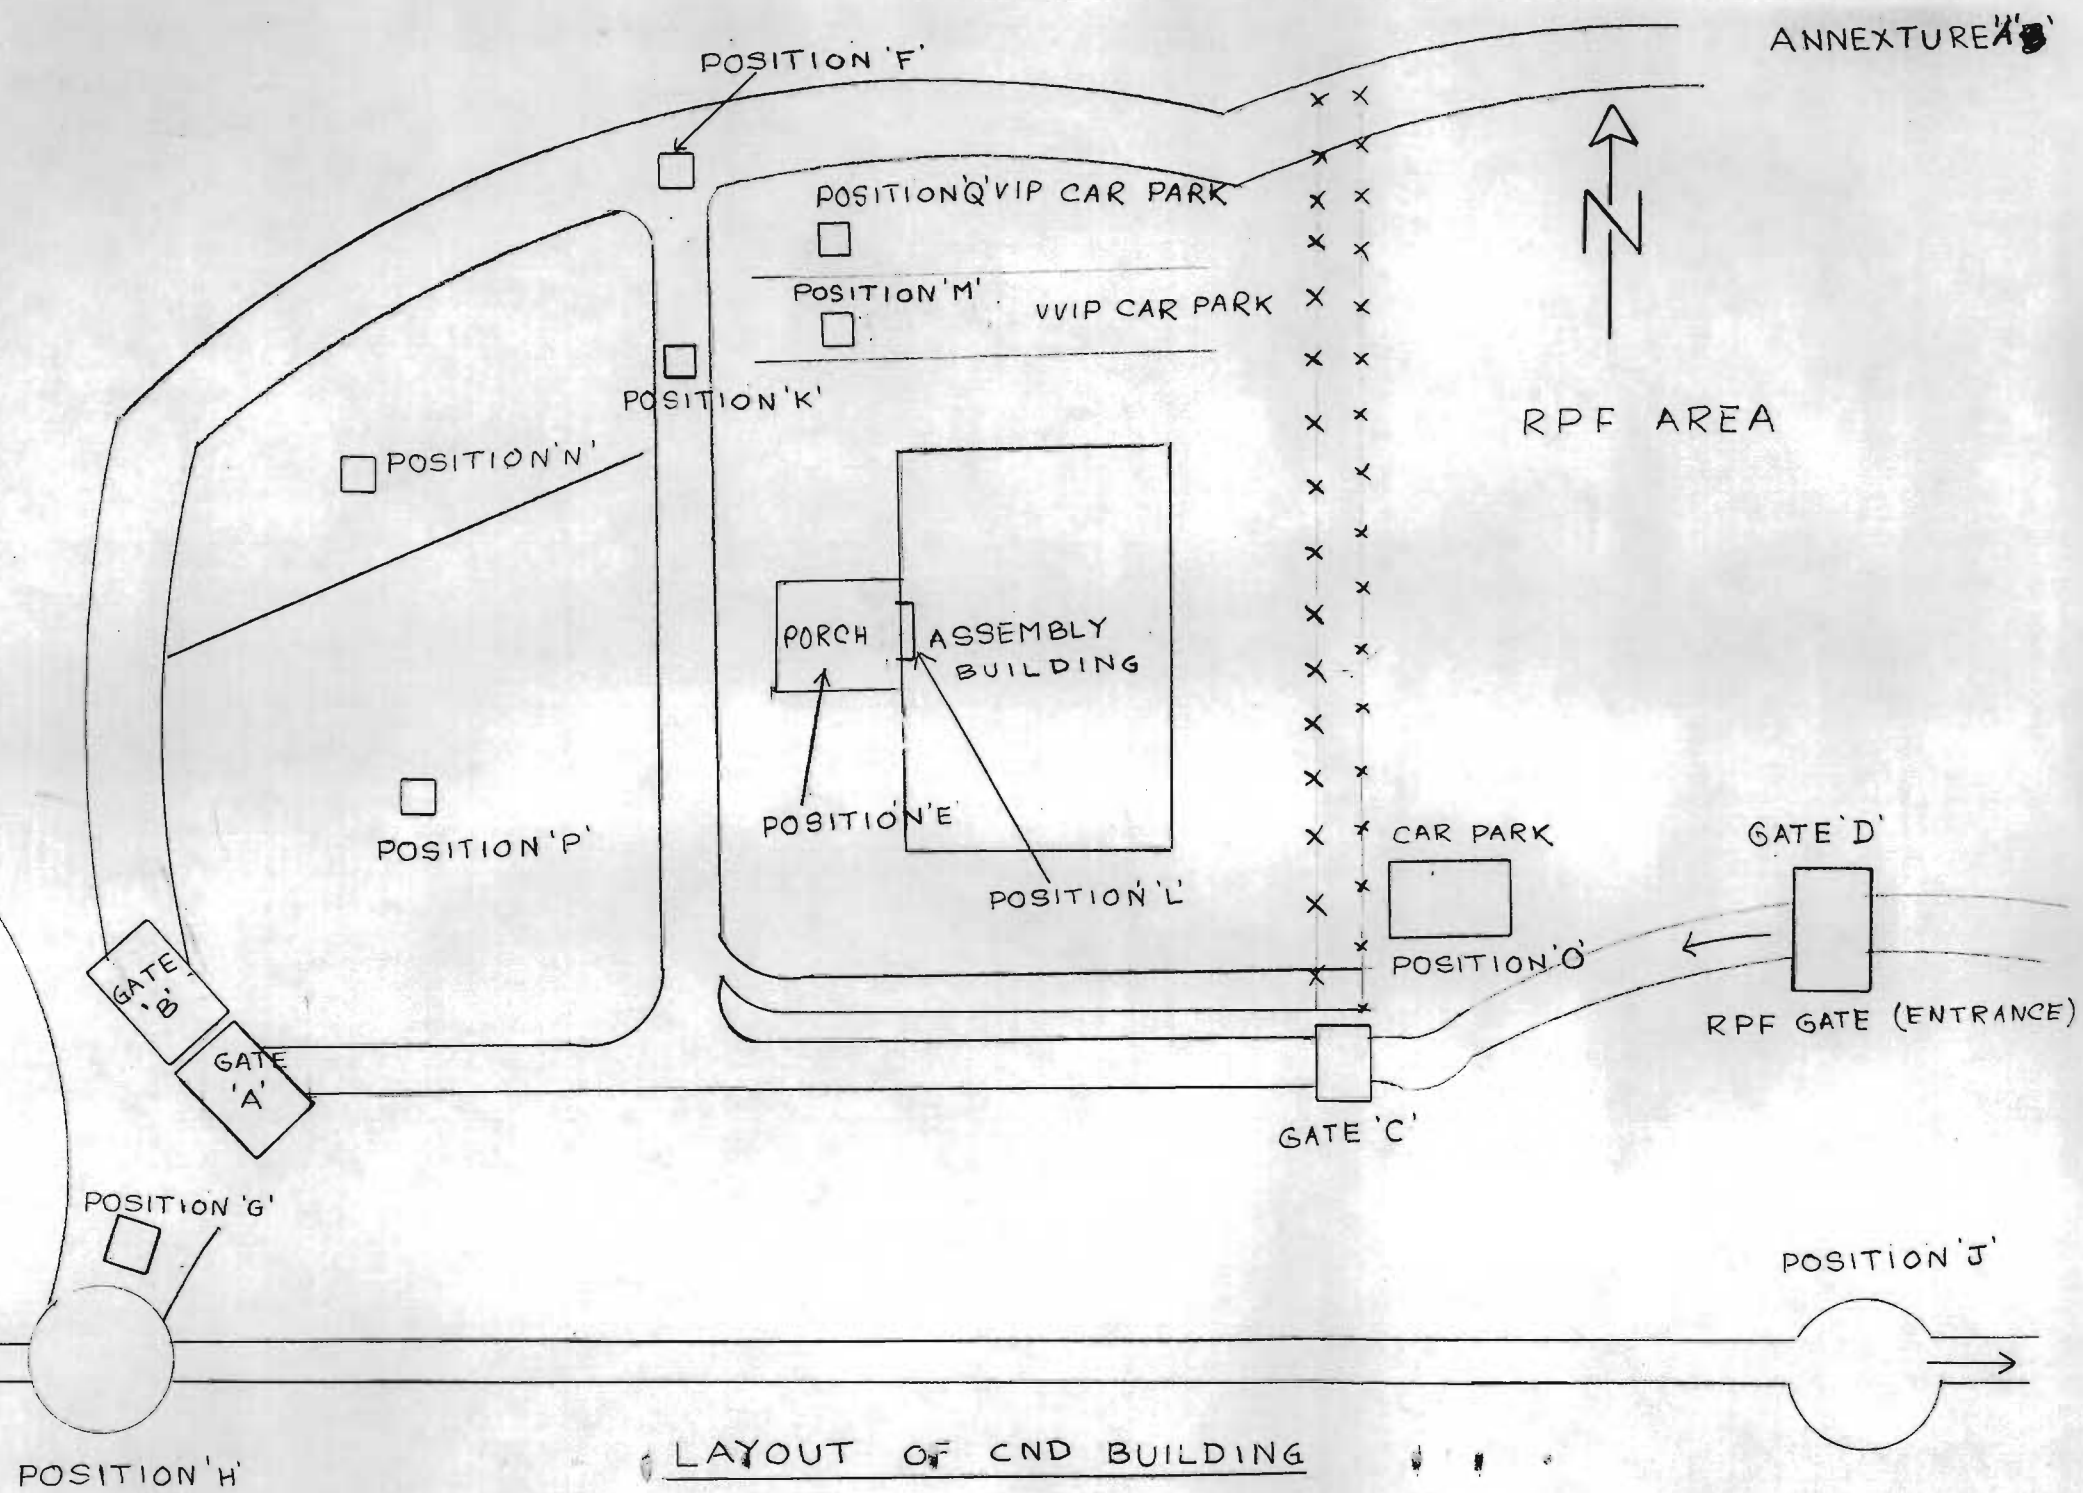 ANNEXTURE 'B'
POSITION 'F'
POSITION 'Q' VIP CAR PARK
POSITION 'M'
VVIP CAR PARK
N
POSITION 'K'
RPF AREA
POSITION 'N'
PORCH
ASSEMBLY
BUILDING
POSITION 'E'
CAR PARK
GATE 'D'
POSITION 'P'
POSITION 'L'
GATE
'B'
POSITION 'O'
RPF GATE (ENTRANCE)
GATE
'A'
GATE 'C'
POSITION 'G'
POSITION 'J'
LAYOUT OF CND BUILDING
POSITION 'H'